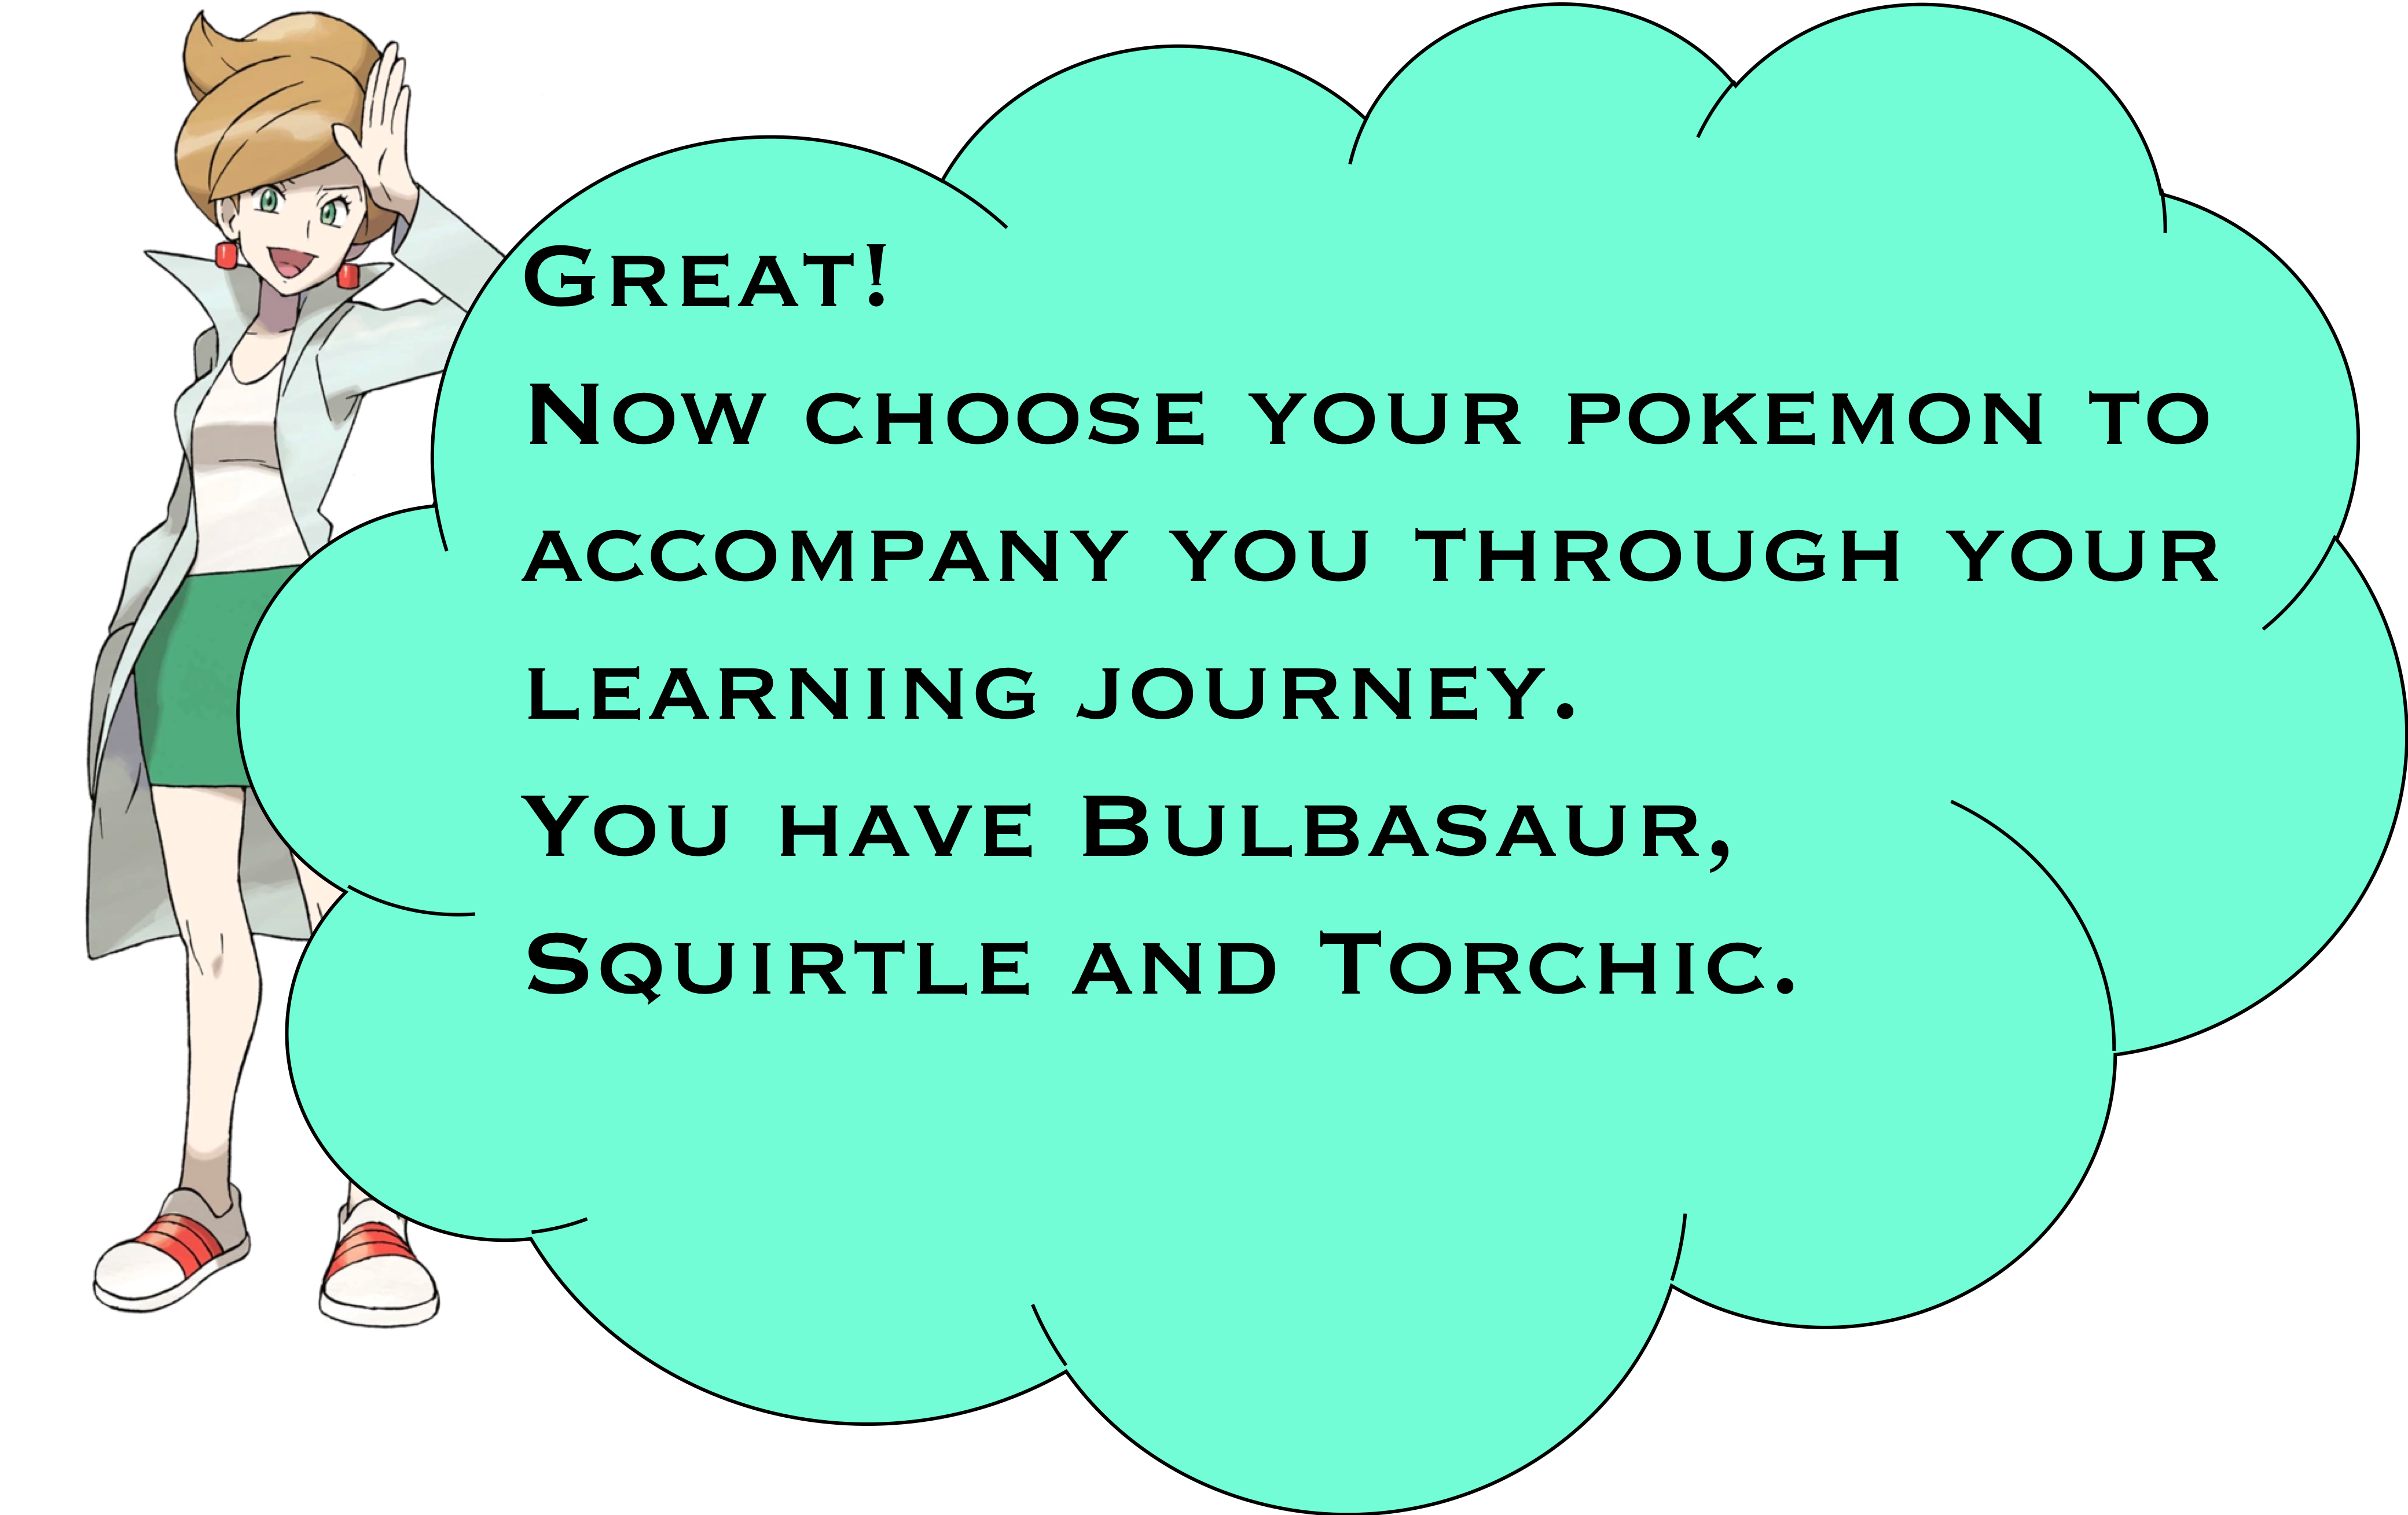 Great!
Now choose your pokemon to
accompany you through your
learning journey.
You have Bulbasaur,
Squirtle and Torchic.